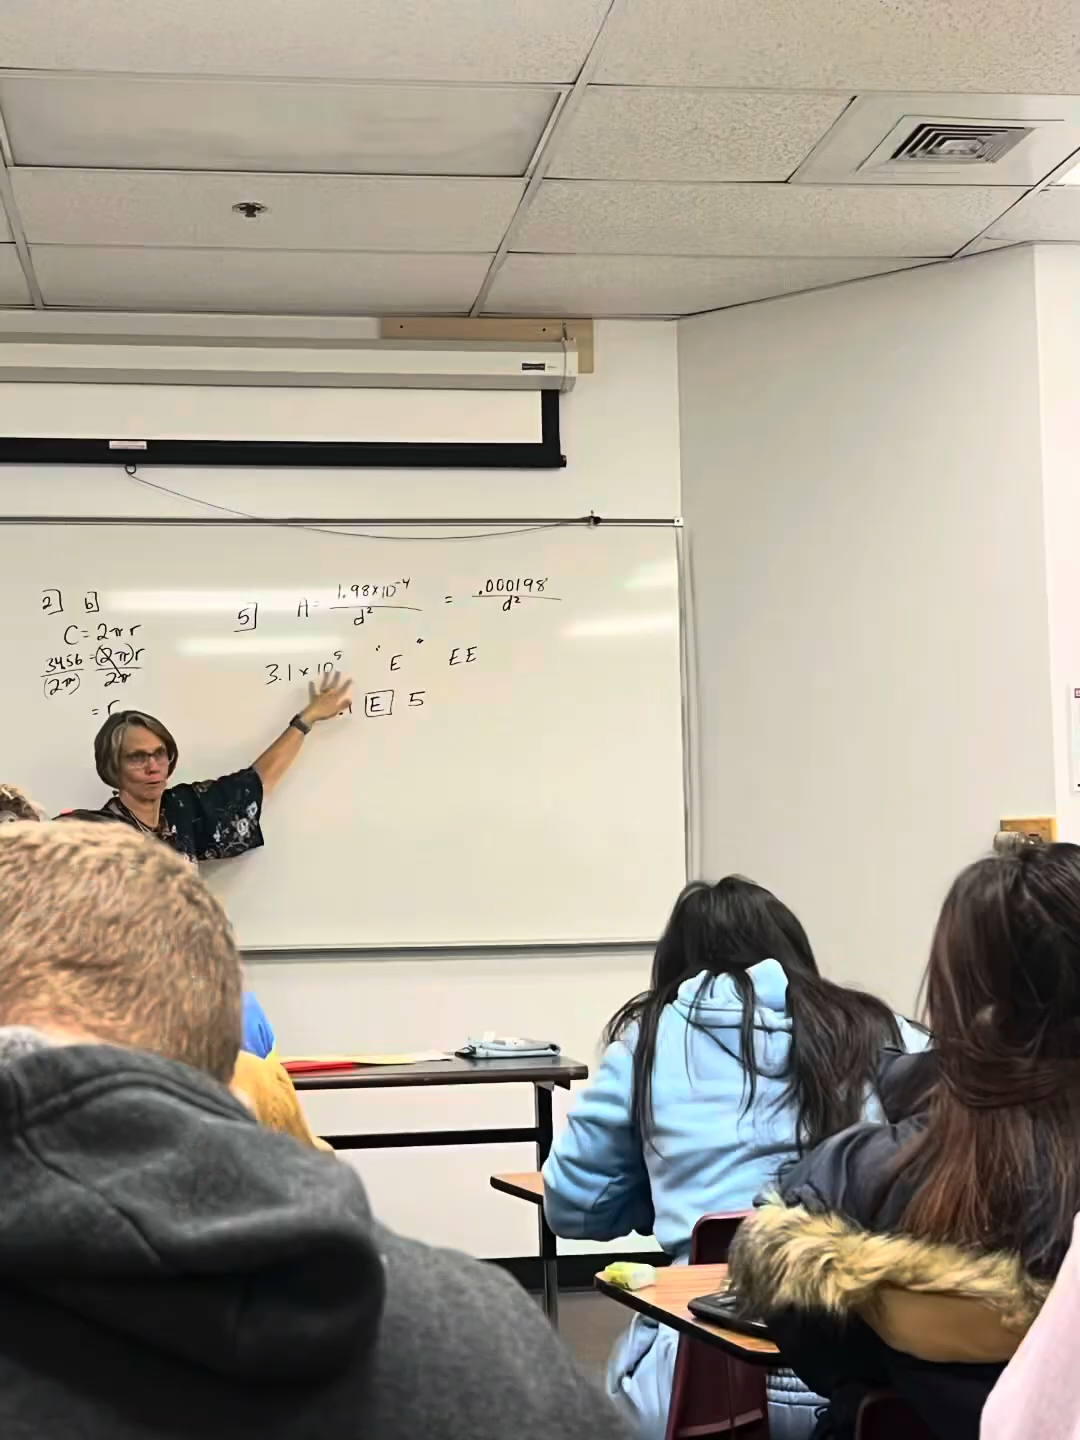 2] b]
C = 2πr
3456 = (2π)r
(2π) 2π
= r
5] A = 1.98×10⁻⁴ / d² = .000198 / d²
3.1 × 10⁵ "E" EE
.1 [E] 5